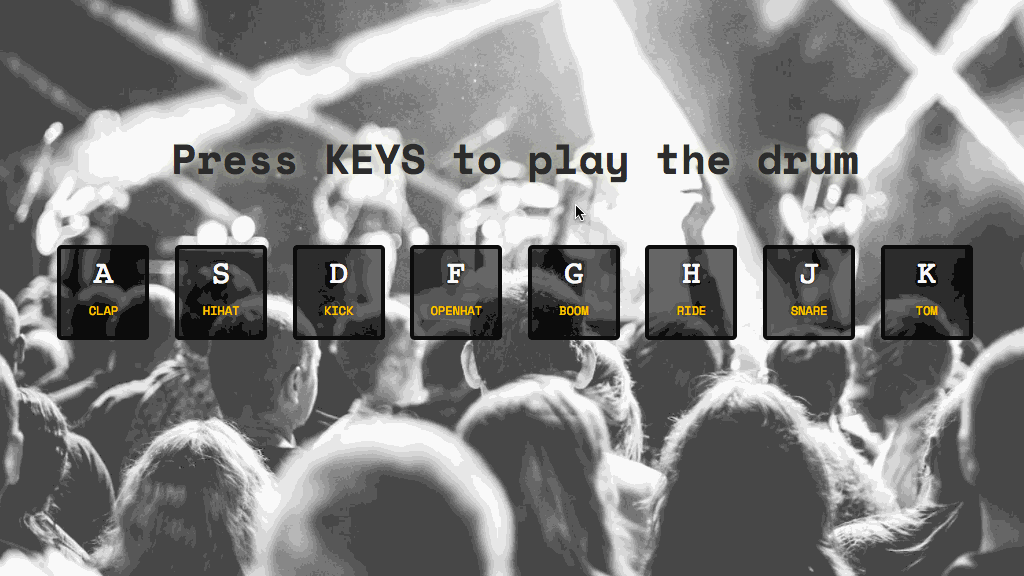 Press KEYS to play the drum
A S D F G H J K
CLAP HIHAT KICK OPENHAT BOOM RIDE SNARE TOM